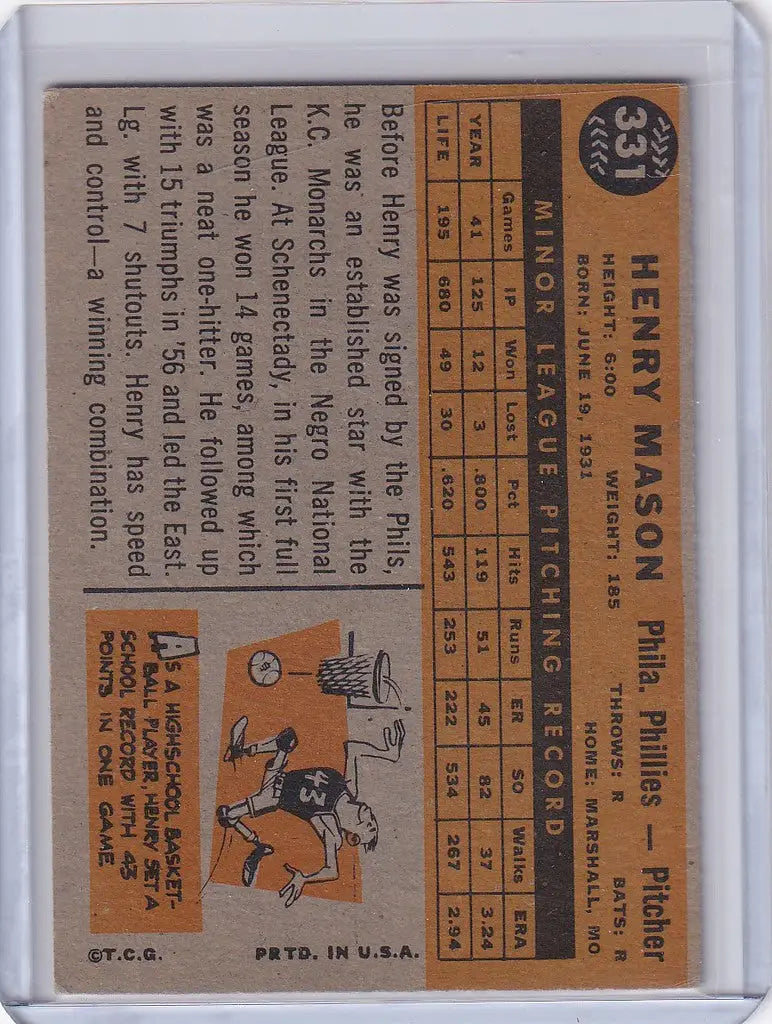 331
HENRY MASON Phila. Phillies — Pitcher
HEIGHT: 6:00 WEIGHT: 185 THROWS: R BATS: R
BORN: JUNE 19, 1931 HOME: MARSHALL, MO
MINOR LEAGUE PITCHING RECORD
Games IP Won Lost Pct Hits Runs ER SO Walks ERA
YEAR 41 125 12 3 .800 119 51 45 82 37 3.24
LIFE 195 680 49 30 .620 543 253 222 534 267 2.94
Before Henry was signed by the Phils,
he was an established star with the
K.C. Monarchs in the Negro National
League. At Schenectady, in his first full
season he won 14 games, among which
was a neat one-hitter. He followed up
with 15 triumphs in '56 and led the East.
Lg. with 7 shutouts. Henry has speed
and control—a winning combination.
43
AS A HIGHSCHOOL BASKET-
BALL PLAYER, HENRY SET A
SCHOOL RECORD WITH 43
POINTS IN ONE GAME.
©T.C.G. PRTD. IN U.S.A.